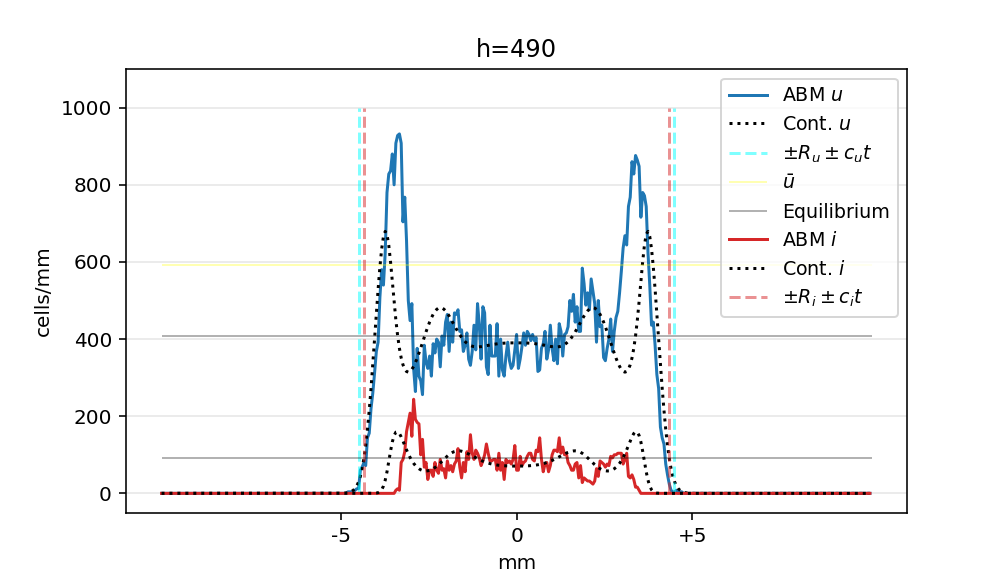 h=490
1000
800
600
400
200
0
cells/mm
-5
0
+5
mm
ABM u
Cont. u
±R_u ± c_u t
ū
Equilibrium
ABM i
Cont. i
±R_i ± c_i t